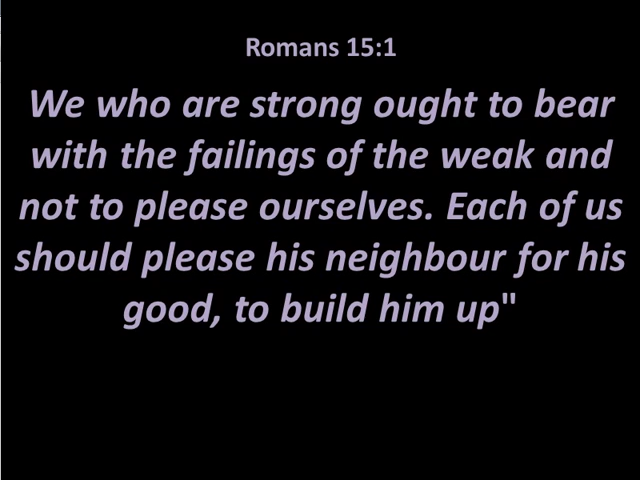 Romans 15:1
We who are strong ought to bear
with the failings of the weak and
not to please ourselves. Each of us
should please his neighbour for his
good, to build him up"